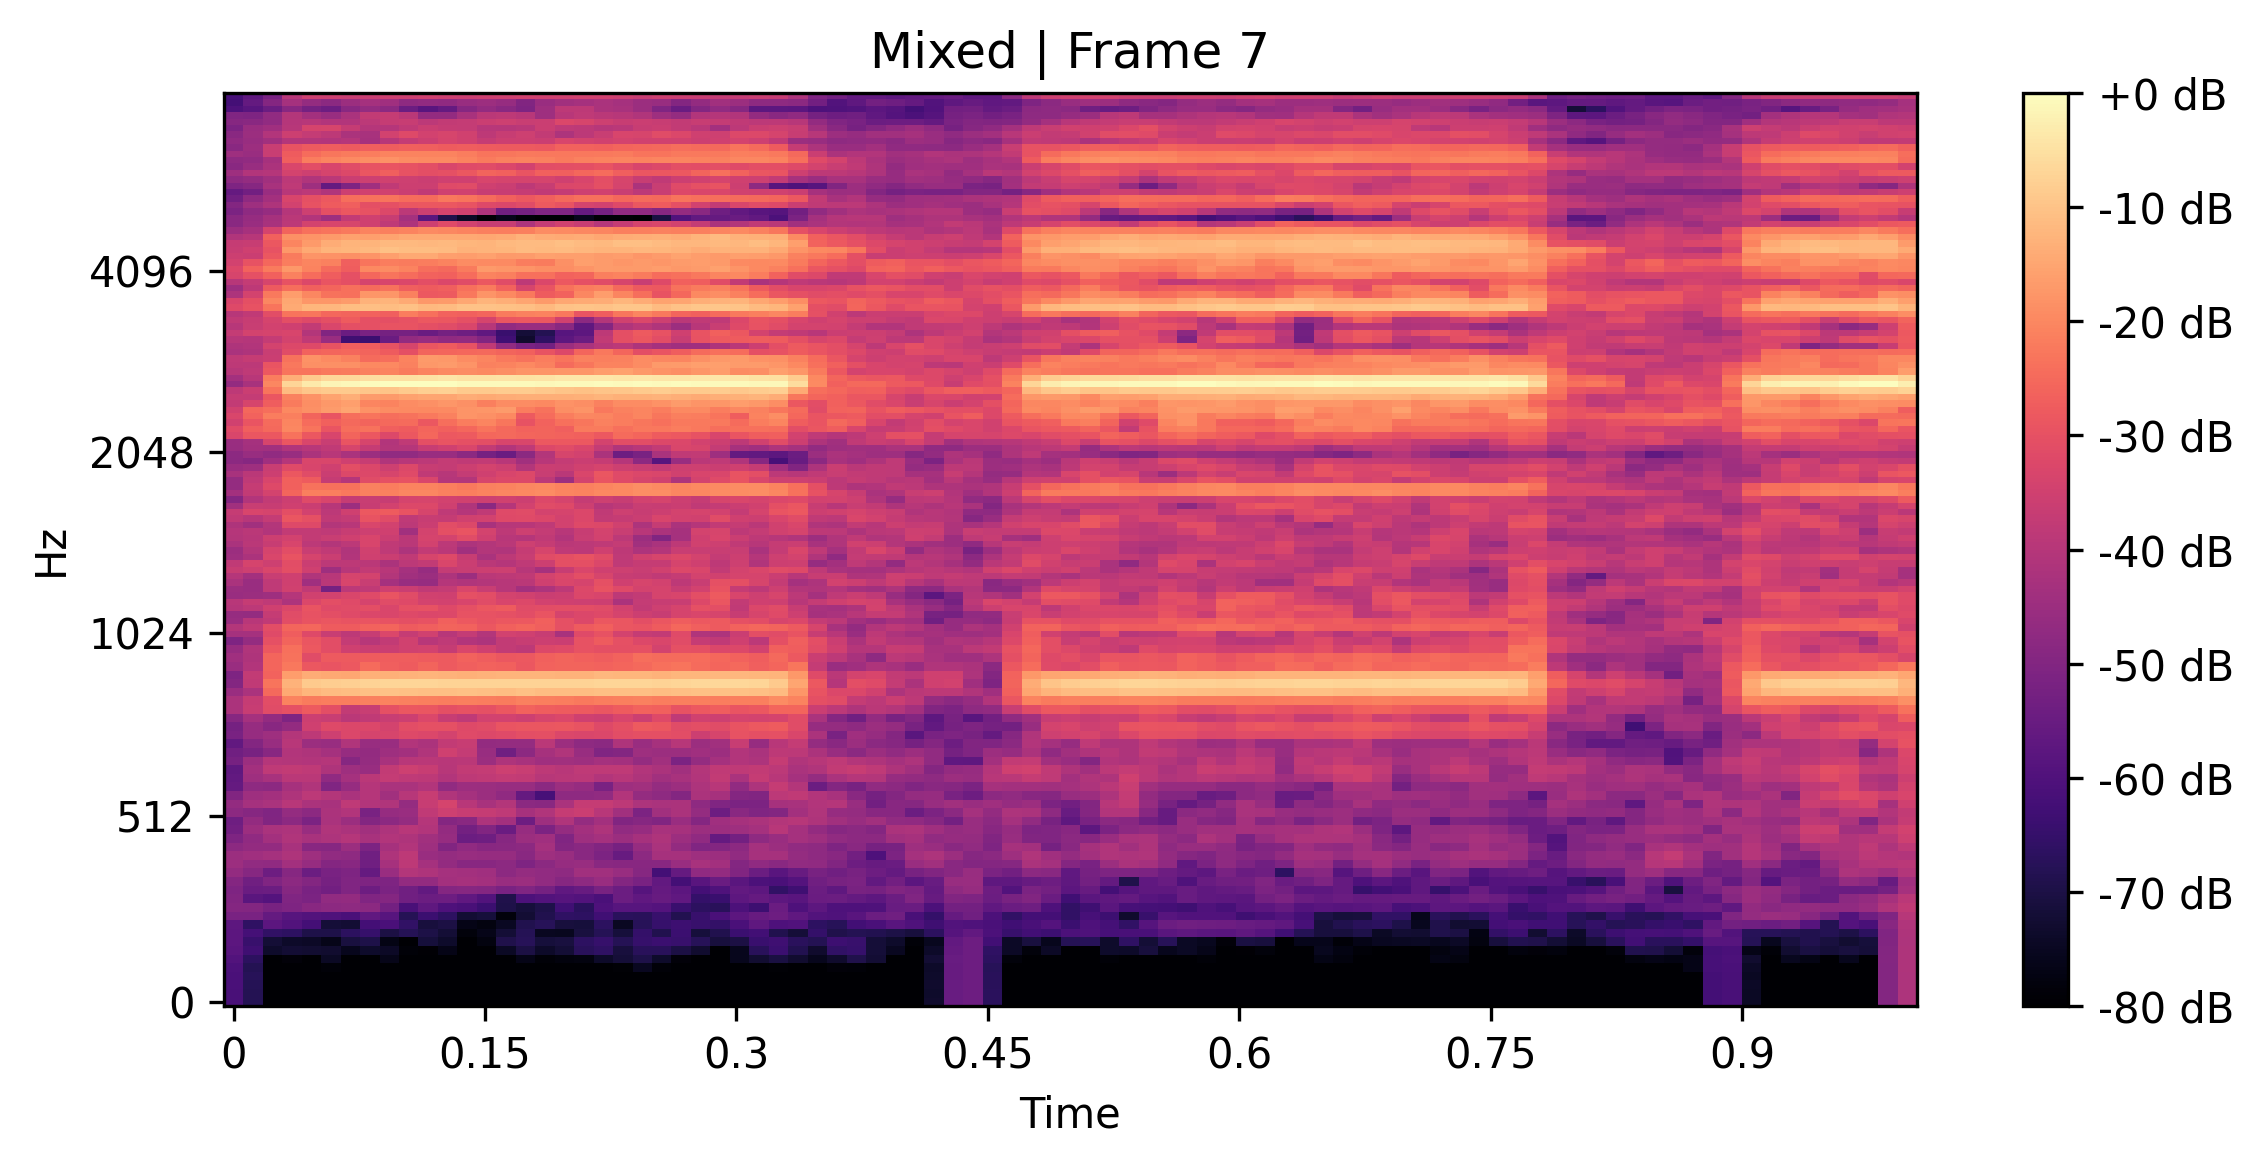 Mixed | Frame 7
Hz
4096
2048
1024
512
0
0 0.15 0.3 0.45 0.6 0.75 0.9
Time
+0 dB
-10 dB
-20 dB
-30 dB
-40 dB
-50 dB
-60 dB
-70 dB
-80 dB